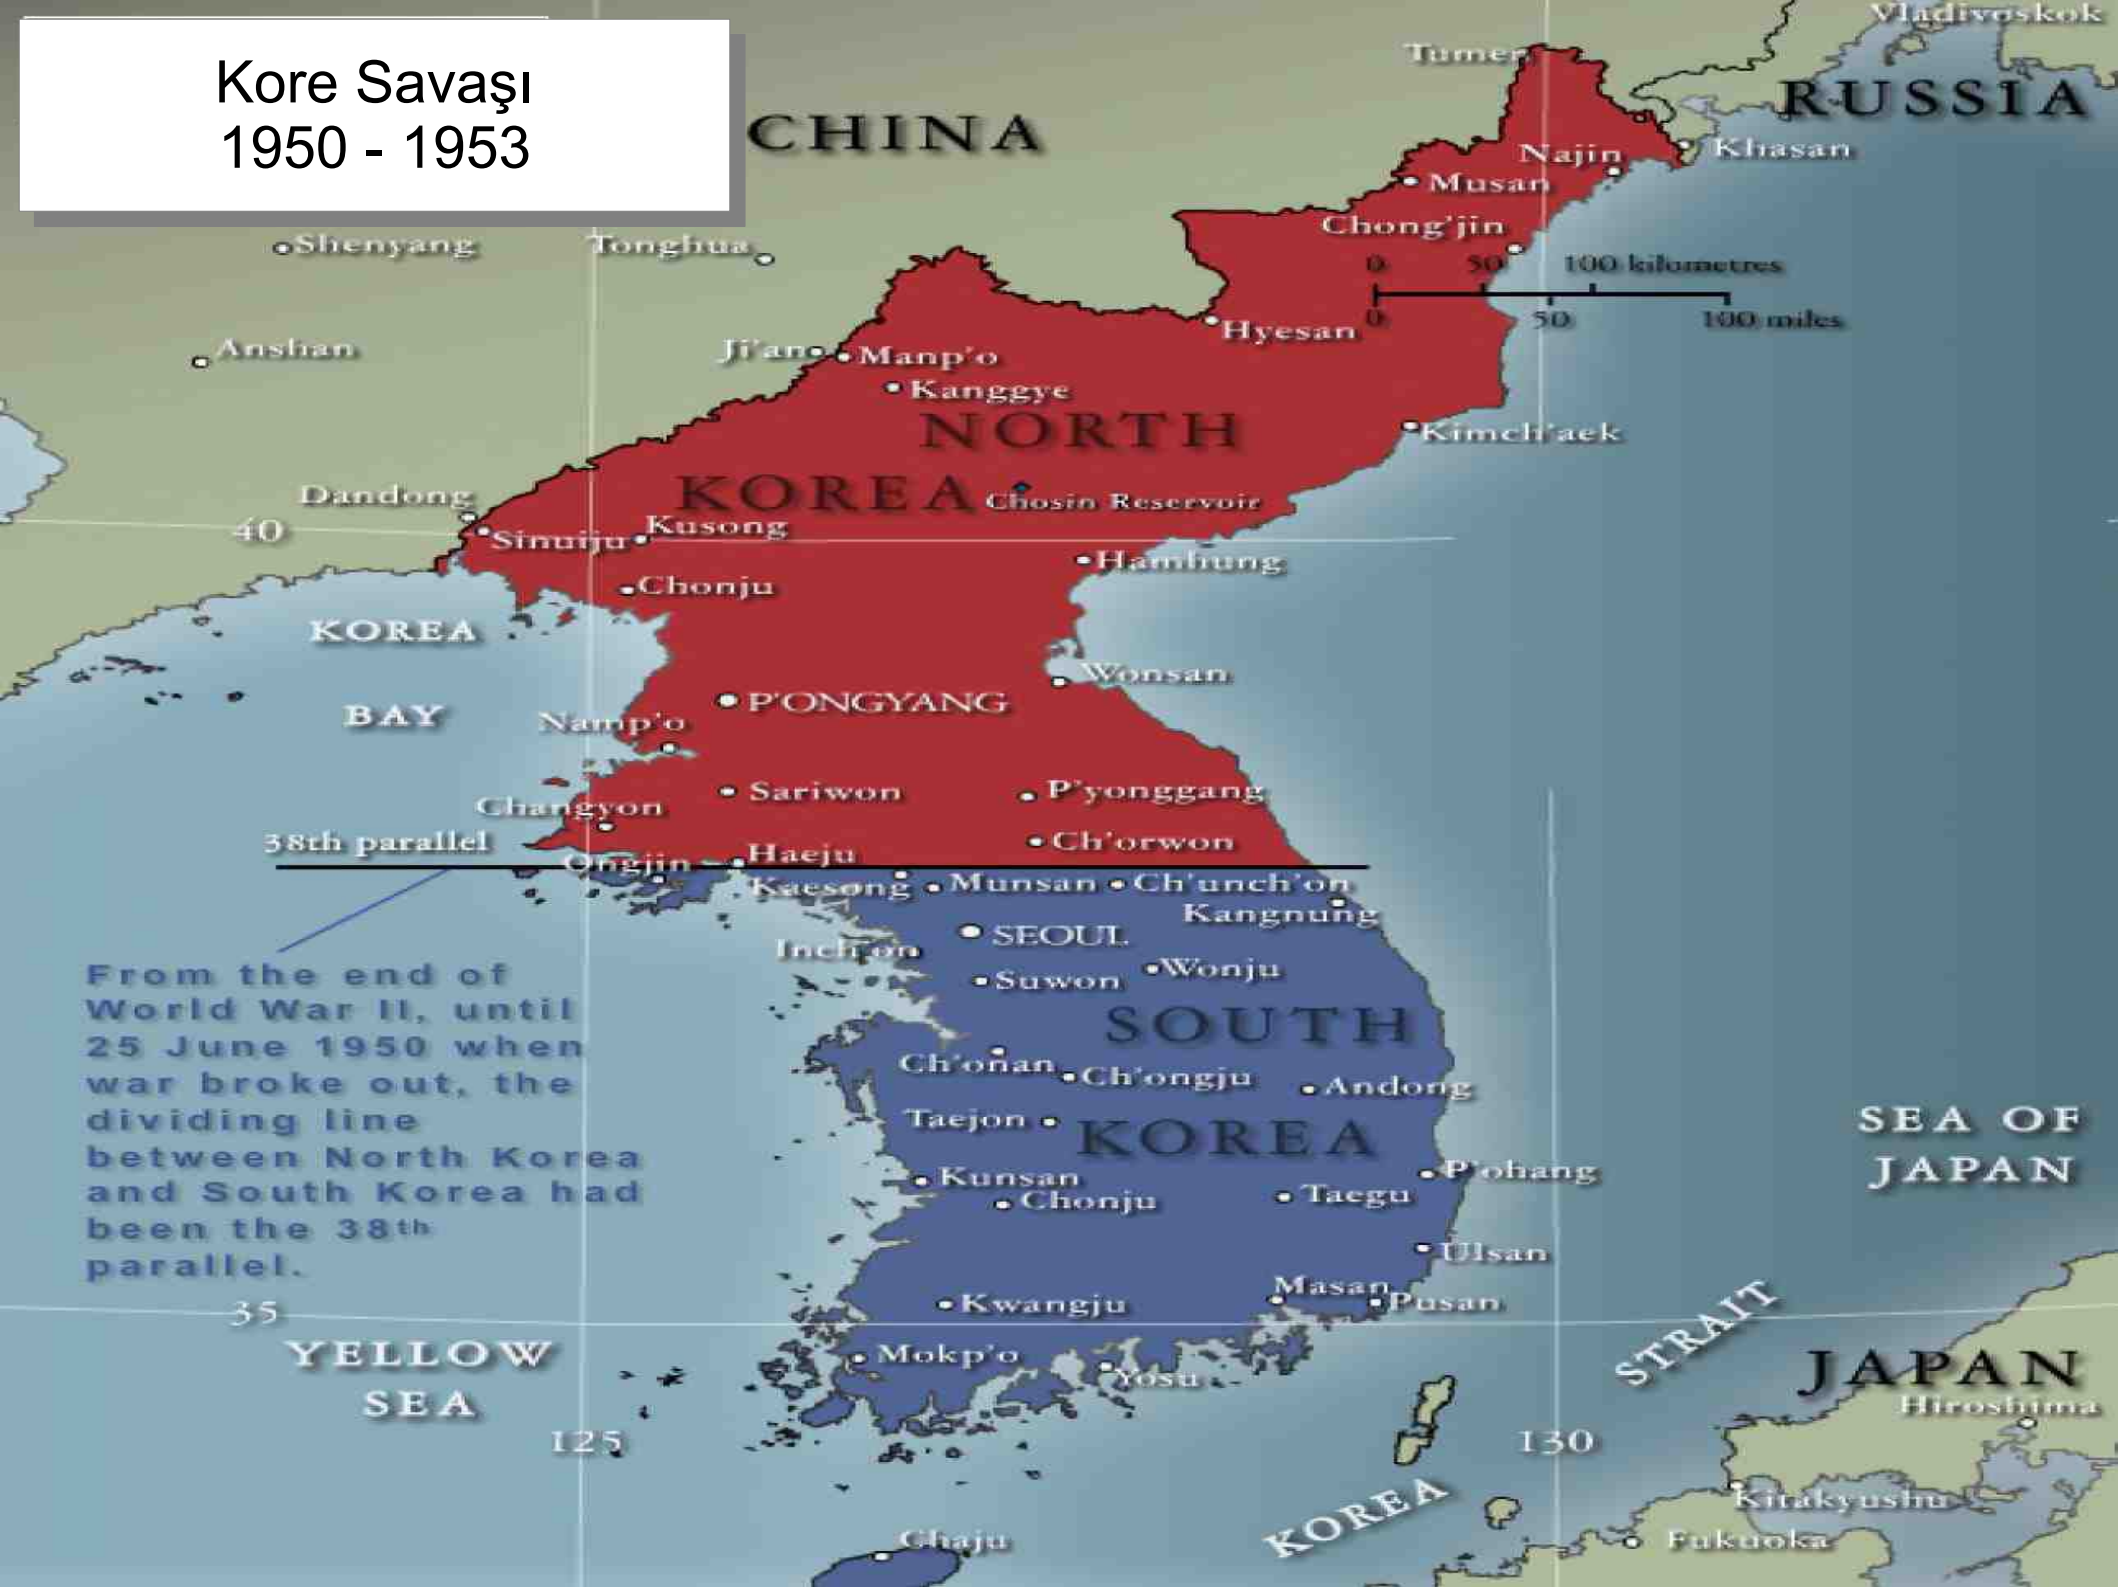 Kore Savaşı
1950 - 1953
Vladivoskok
Tumen
RUSSIA
CHINA
Najin
Khasan
Musan
Chong'jin
Shenyang
Tonghua
0 50 100 kilometres
0 50 100 miles
Hyesan
Anshan
Ji'an
Manp'o
Kanggye
NORTH
KOREA
Kimch'aek
Chosin Reservoir
Dandong
40
Sinuiju
Kusong
Hamhung
Chonju
KOREA
BAY
Wonsan
P'ONGYANG
Namp'o
Sariwon
P'yonggang
Changyon
38th parallel
Ch'orwon
Ongjin
Haeju
Kaesong
Munsan
Ch'unch'on
Kangnung
SEOUL
Inch'on
Suwon
Wonju
From the end of
World War II, until
25 June 1950 when
war broke out, the
dividing line
between North Korea
and South Korea had
been the 38th
parallel.
SOUTH
KOREA
Ch'onan
Ch'ongju
Andong
Taejon
SEA OF
JAPAN
Kunsan
Chonju
Taegu
P'ohang
Ulsan
Masan
Pusan
Kwangju
35
YELLOW
SEA
Mokp'o
Yosu
125
130
KOREA
STRAIT
JAPAN
Hiroshima
Kitakyushu
Fukuoka
Chaju